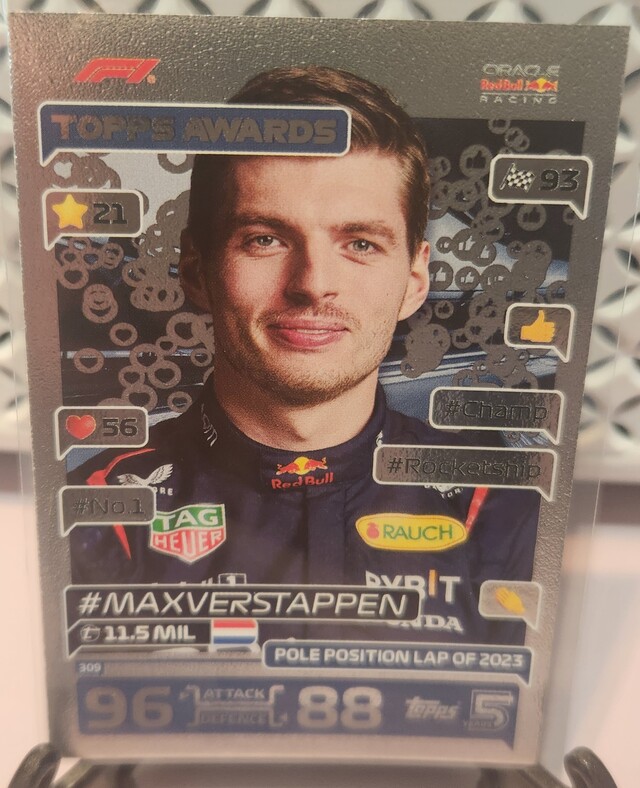 F1
ORACLE
Red Bull
RACING
TOPPS AWARDS
93
21
#Champ
56
#Rocketship
Red Bull
#No.1
TAG
HEUER
RAUCH
1
#MAXVERSTAPPEN
11.5 MIL
POLE POSITION LAP OF 2023
309
96
ATTACK
DEFENCE
88
Topps
5